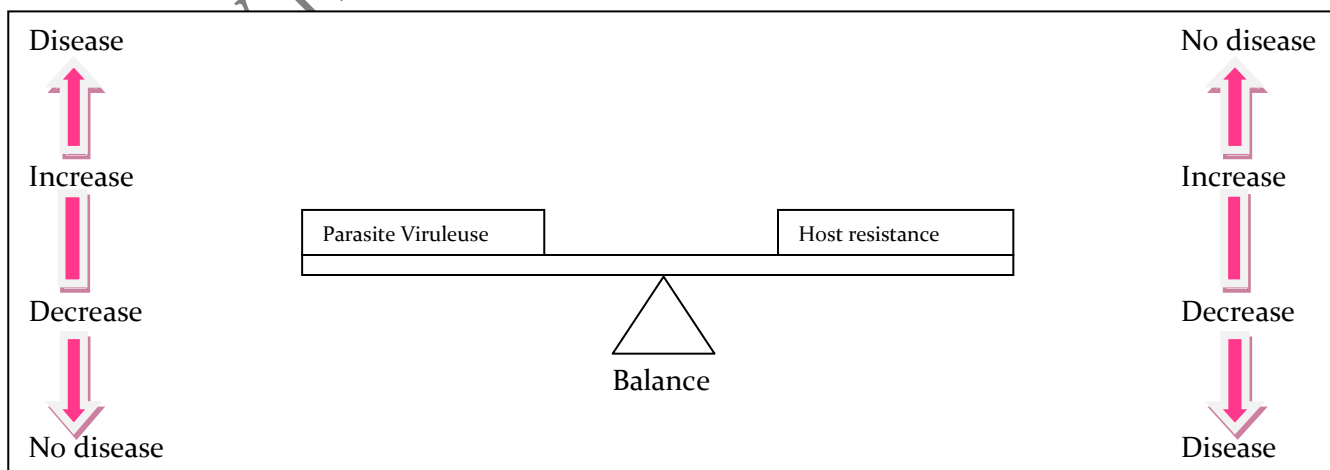 Disease
No disease
Increase
Increase
Parasite Viruleuse
Host resistance
Decrease
Decrease
Balance
No disease
Disease